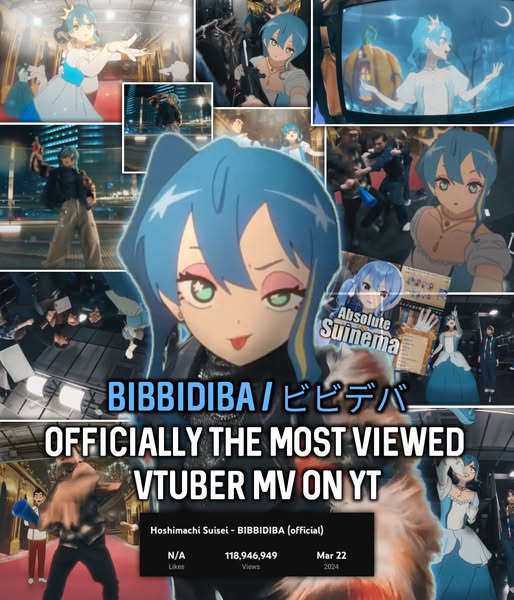 Absolute
Suinema
BIBBIDIBA / ビビデバ
OFFICIALLY THE MOST VIEWED
VTUBER MV ON YT
Hoshimachi Suisei - BIBBIDIBA (official)
N/A 118,946,949 Mar 22
Likes Views 2024